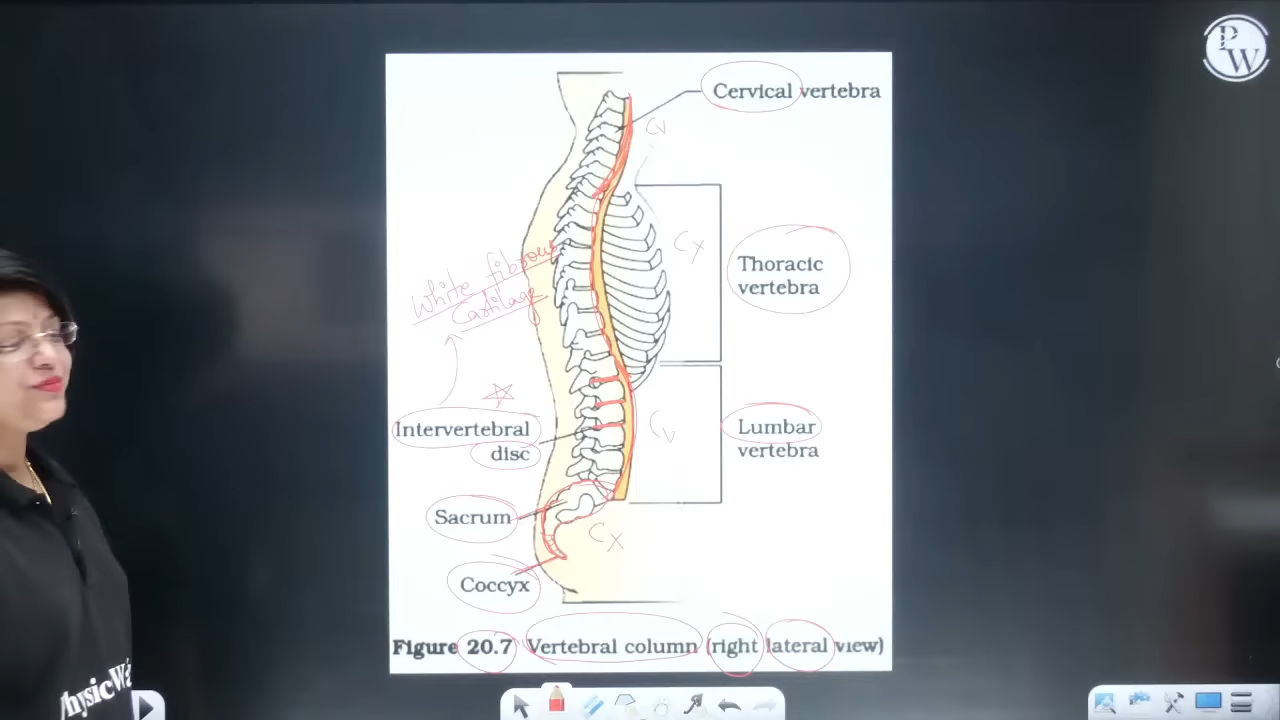 PW
Cervical vertebra
Cv
Cx
Thoracic
vertebra
White fibrous
Cartilage
Intervertebral
disc
Cv
Lumbar
vertebra
Sacrum
Cx
Coccyx
Figure 20.7 Vertebral column (right lateral view)